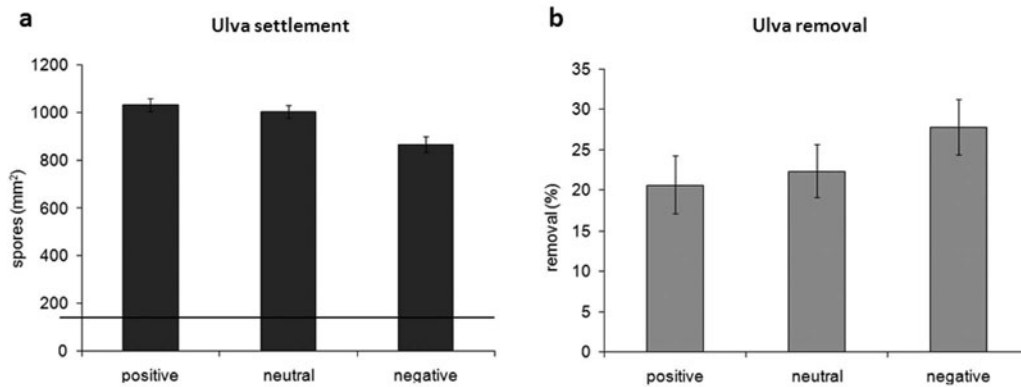 a
Ulva settlement
1200
1000
800
600
400
200
0
spores (mm²)
positive neutral negative
b
Ulva removal
35
30
25
20
15
10
5
0
removal (%)
positive neutral negative